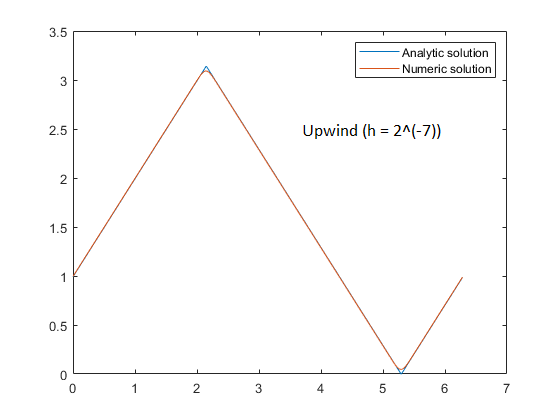 3.5
Analytic solution
Numeric solution
3
2.5
Upwind (h = 2^(-7))
2
1.5
1
0.5
0
0 1 2 3 4 5 6 7